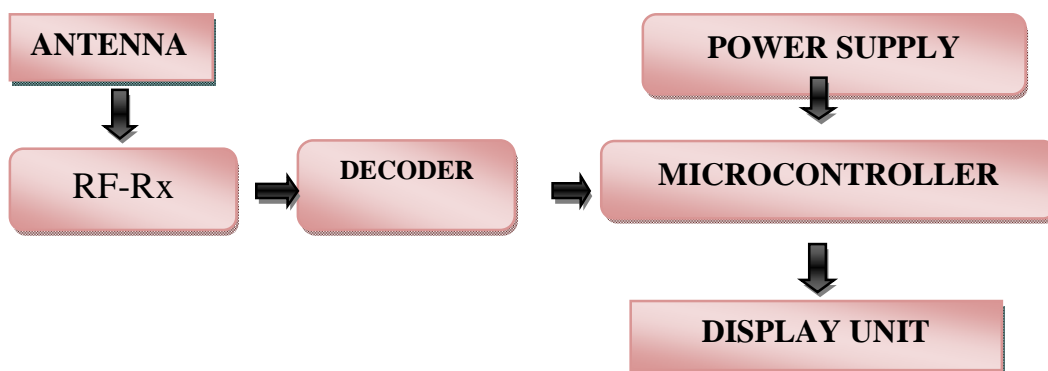 ANTENNA
POWER SUPPLY
RF-Rx
DECODER
MICROCONTROLLER
DISPLAY UNIT